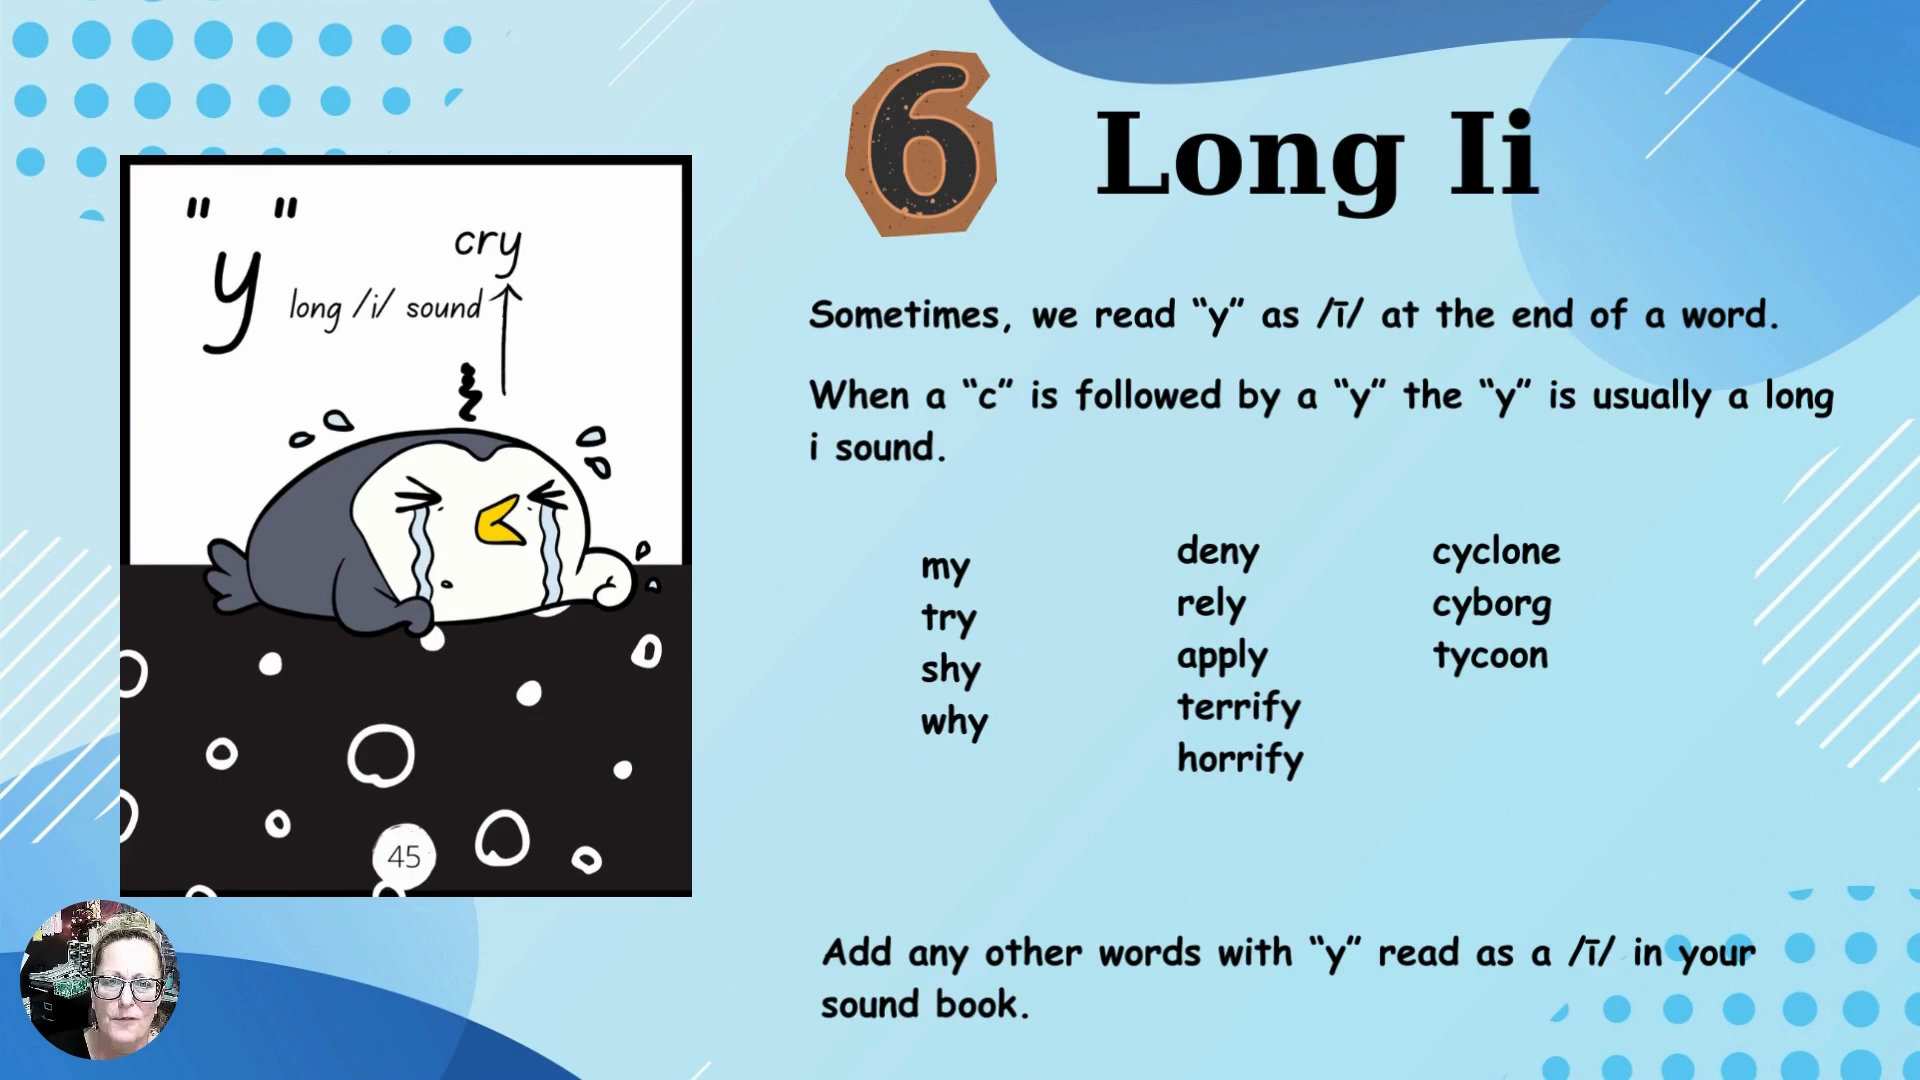 " "
y
cry
long /i/ sound
45
6 Long Ii
Sometimes, we read “y” as /ī/ at the end of a word.
When a “c” is followed by a “y” the “y” is usually a long
i sound.
my
try
shy
why
deny
rely
apply
terrify
horrify
cyclone
cyborg
tycoon
Add any other words with “y” read as a /ī/ in your
sound book.